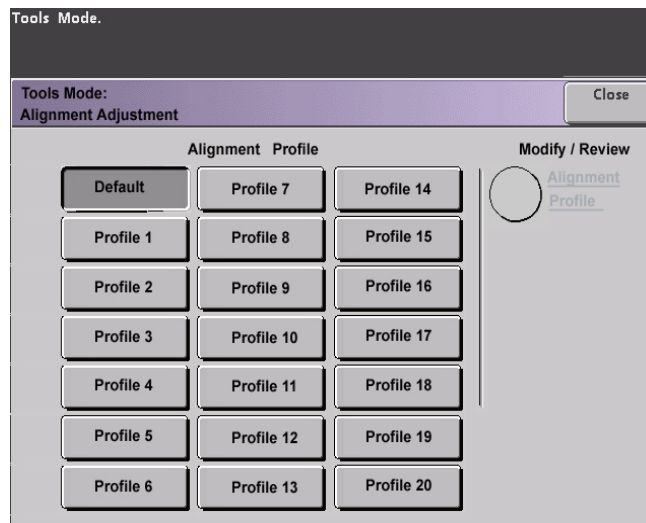 Tools Mode.
Tools Mode:
Alignment Adjustment
Close
Alignment Profile
Default
Profile 1
Profile 2
Profile 3
Profile 4
Profile 5
Profile 6
Profile 7
Profile 8
Profile 9
Profile 10
Profile 11
Profile 12
Profile 13
Profile 14
Profile 15
Profile 16
Profile 17
Profile 18
Profile 19
Profile 20
Modify / Review
Alignment
Profile